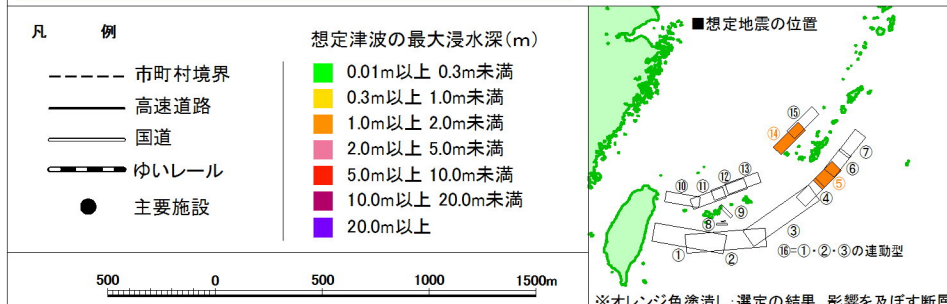 凡 例
市町村境界
高速道路
国道
ゆいレール
主要施設
想定津波の最大浸水深(m)
0.01m以上 0.3m未満
0.3m以上 1.0m未満
1.0m以上 2.0m未満
2.0m以上 5.0m未満
5.0m以上 10.0m未満
10.0m以上 20.0m未満
20.0m以上
500 0 500 1000 1500m
■想定地震の位置
⑮
⑭
⑦
⑥
⑤
④
⑬
⑫
⑪
⑩
⑨
⑧
③
①
②
⑯=①・②・③の連動型
※オレンジ色塗潰し:選定の結果、影響を及ぼす断層